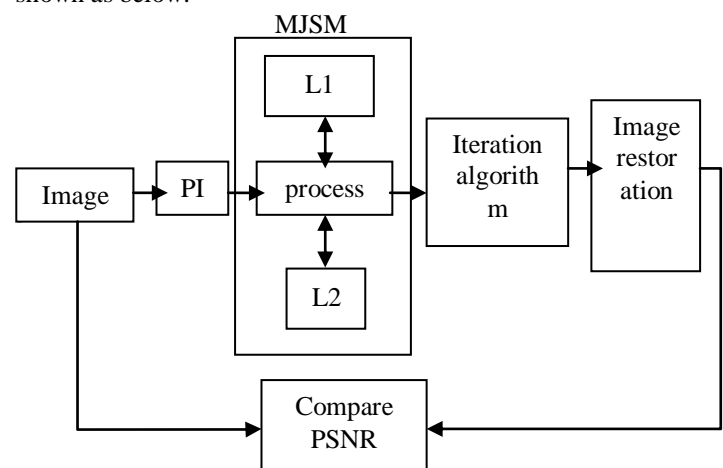 shown as below.
MJSM
L1
Image
PI
process
L2
Iteration
algorith
m
Image
restor
ation
Compare
PSNR